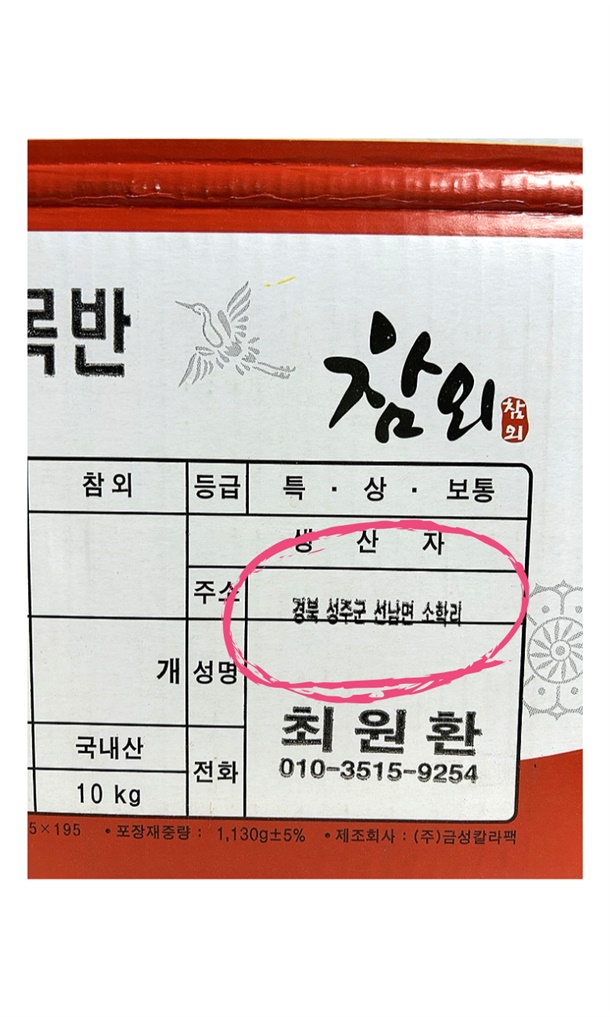 목반
참외
참외
참외 등급 특 · 상 · 보통
생 산 자
주소 경북 성주군 선남면 소학리
개 성명 최원환
국내산 전화 010-3515-9254
10 kg
5×195 • 포장재중량 : 1,130g±5% • 제조회사 : (주)금성칼라팩